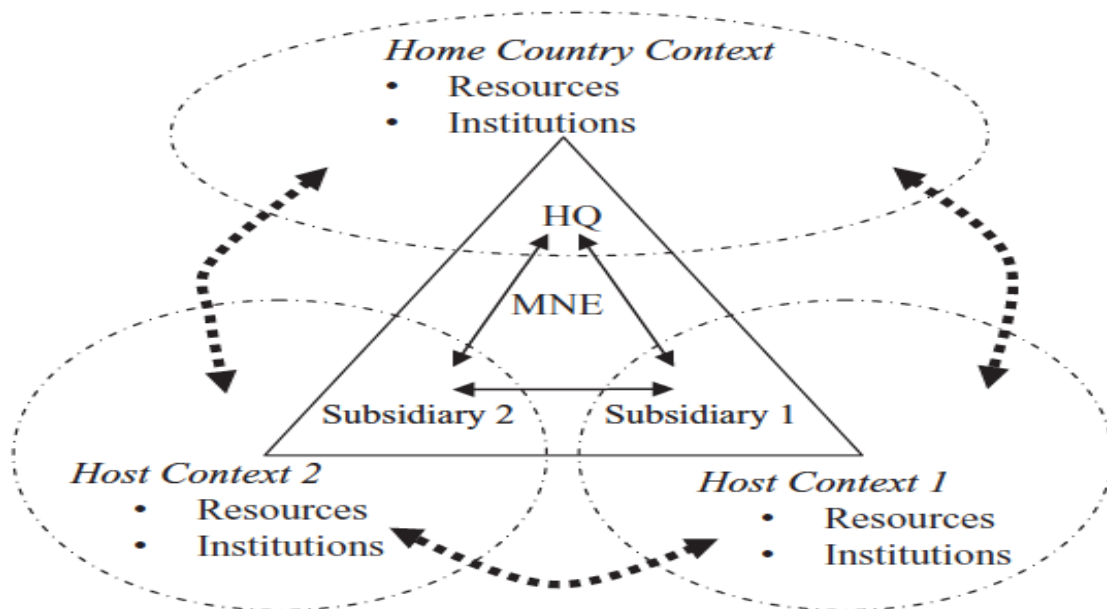 Home Country Context
• Resources
• Institutions
HQ
MNE
Subsidiary 2
Subsidiary 1
Host Context 2
• Resources
• Institutions
Host Context 1
• Resources
• Institutions